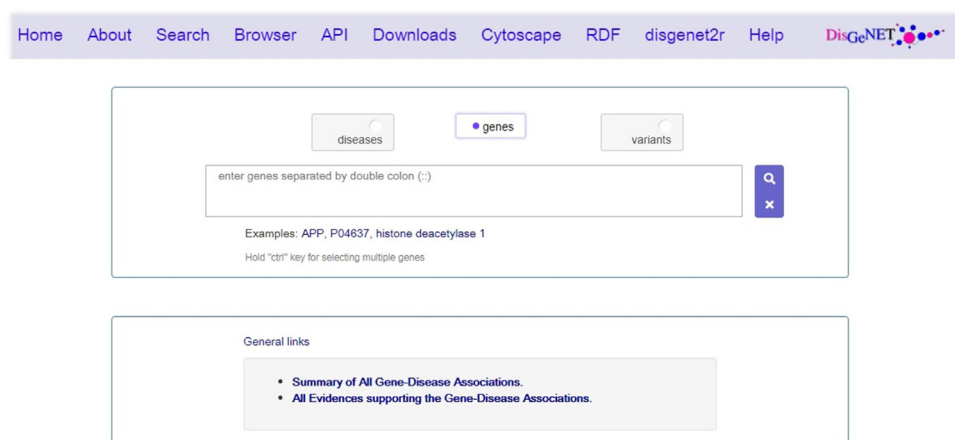 Home About Search Browser API Downloads Cytoscape RDF disgenet2r Help DisGeNET
diseases genes variants
enter genes separated by double colon (::)
Examples: APP, P04637, histone deacetylase 1
Hold "ctrl" key for selecting multiple genes
General links
• Summary of All Gene-Disease Associations.
• All Evidences supporting the Gene-Disease Associations.